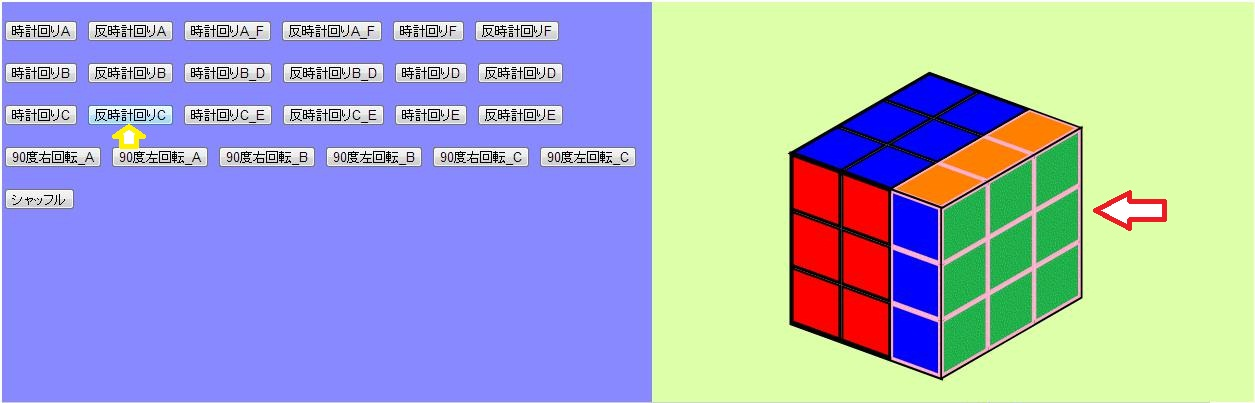 時計回りA 反時計回りA 時計回りA_F 反時計回りA_F 時計回りF 反時計回りF
時計回りB 反時計回りB 時計回りB_D 反時計回りB_D 時計回りD 反時計回りD
時計回りC 反時計回りC 時計回りC_E 反時計回りC_E 時計回りE 反時計回りE
90度右回転_A 90度左回転_A 90度右回転_B 90度左回転_B 90度右回転_C 90度左回転_C
シャッフル